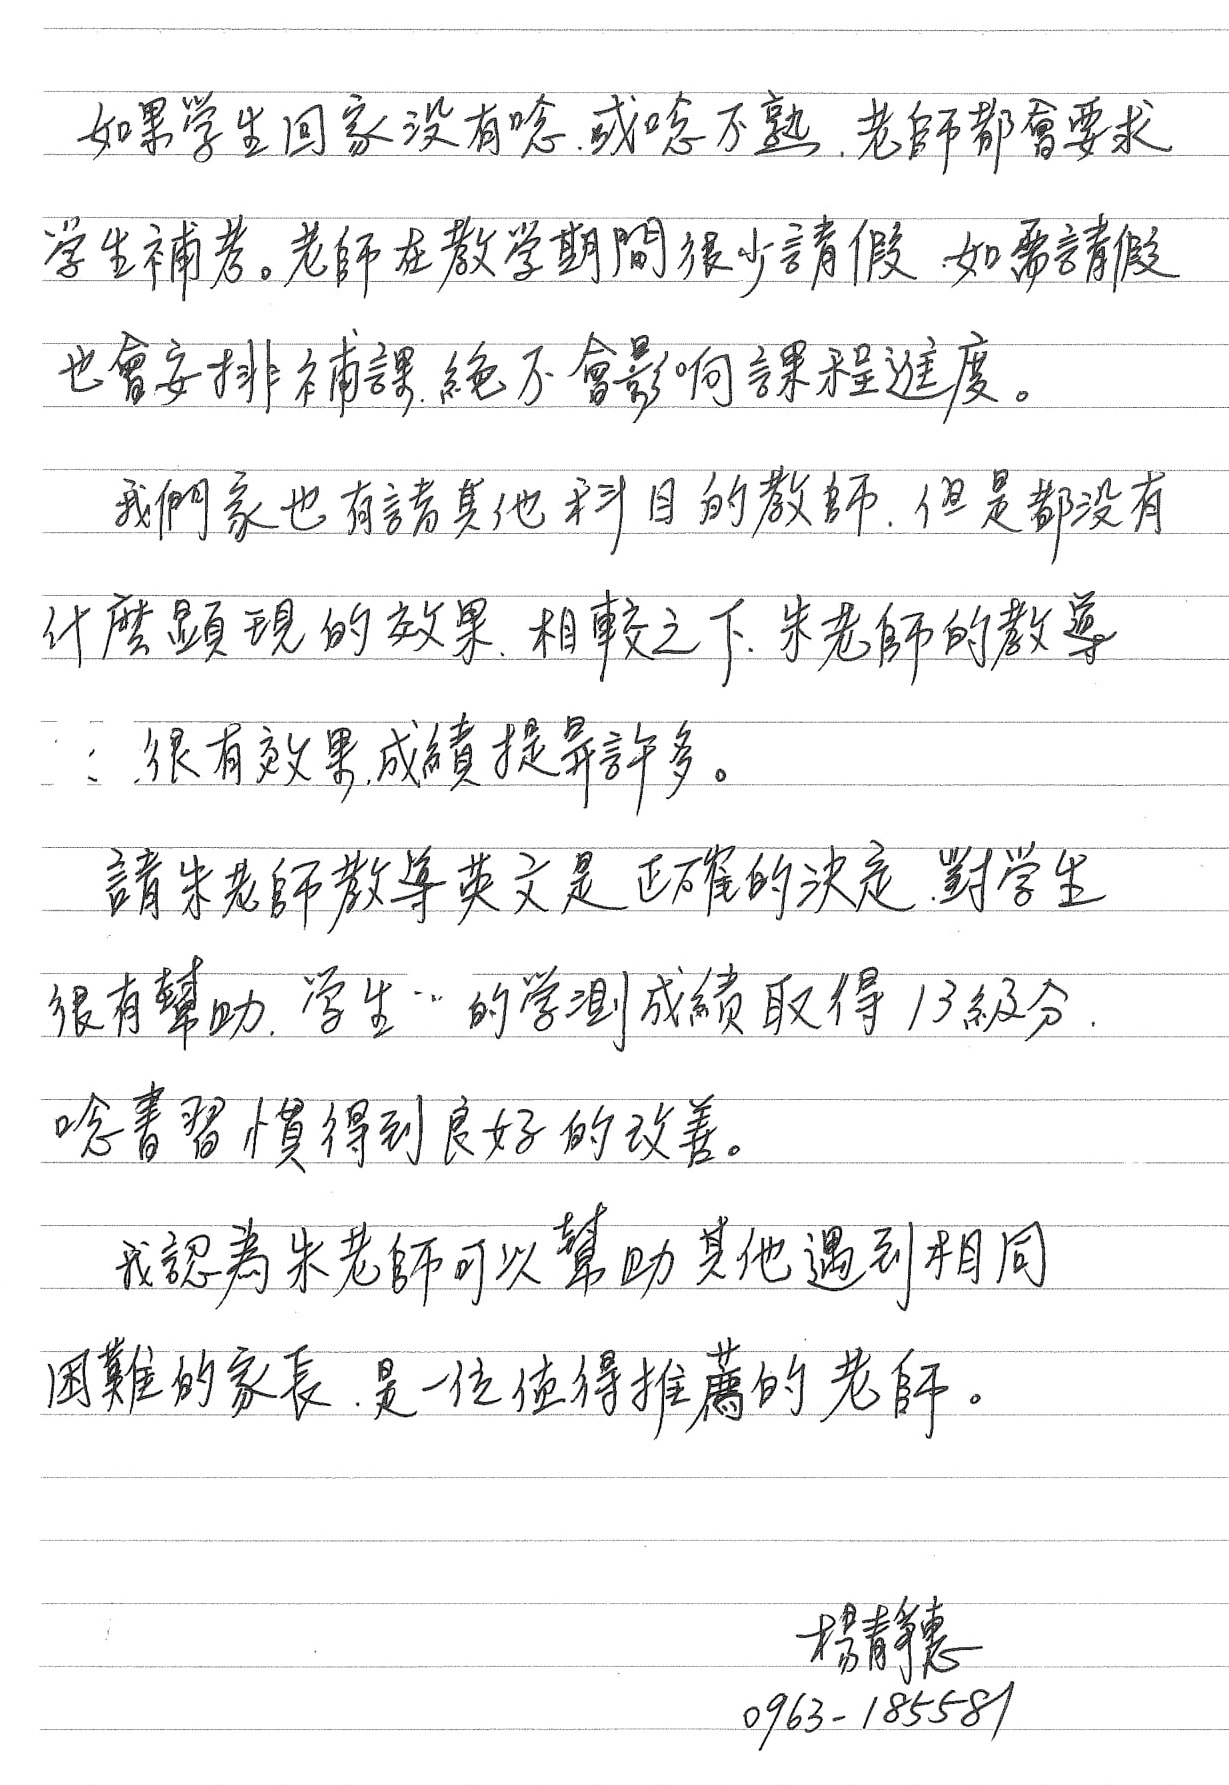 如果学生回家沒有唸.或唸不熟.老師都會要求
学生補考。老師在教学期間很少請假.如需請假
也會安排補課.絕不會影响課程進度。
我們家也有請其他科目的教師.但是都沒有
什麼顯現的效果.相較之下.朱老師的教導
很有效果.成績提昇許多。
請朱老師教導英文是正確的決定.對学生
很有幫助.学生 的学測成績取得13級分.
唸書習慣得到良好的改善。
我認為朱老師可以幫助其他遇到相同
困難的家長.是一位值得推薦的老師。
楊靜惠
0963-185581